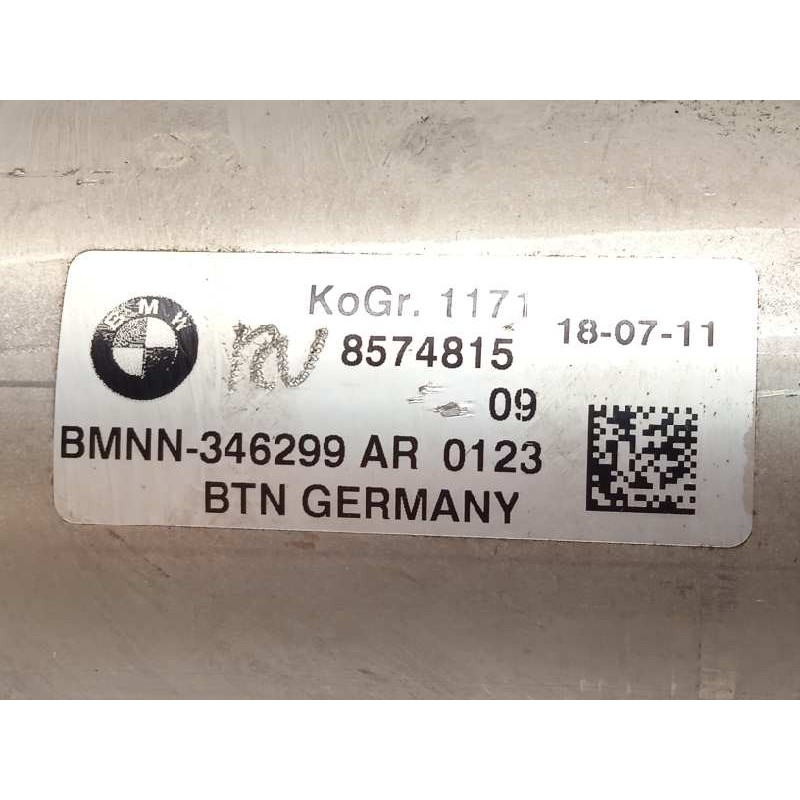 BMW
KoGr. 1171
8574815
18-07-11
09
BMNN-346299 AR 0123
BTN GERMANY